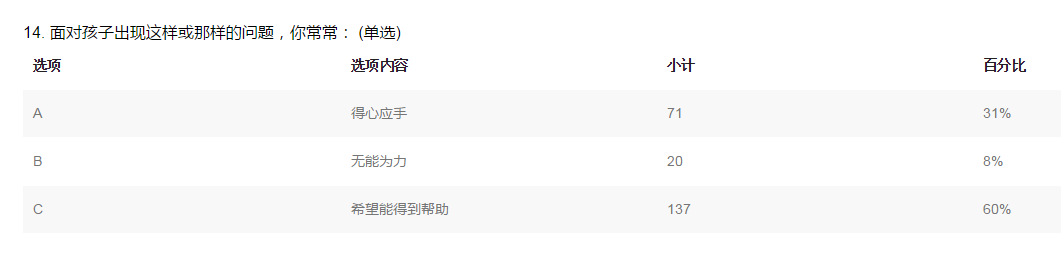 14. 面对孩子出现这样或那样的问题，你常常： (单选)
选项 选项内容 小计 百分比
A 得心应手 71 31%
B 无能为力 20 8%
C 希望能得到帮助 137 60%